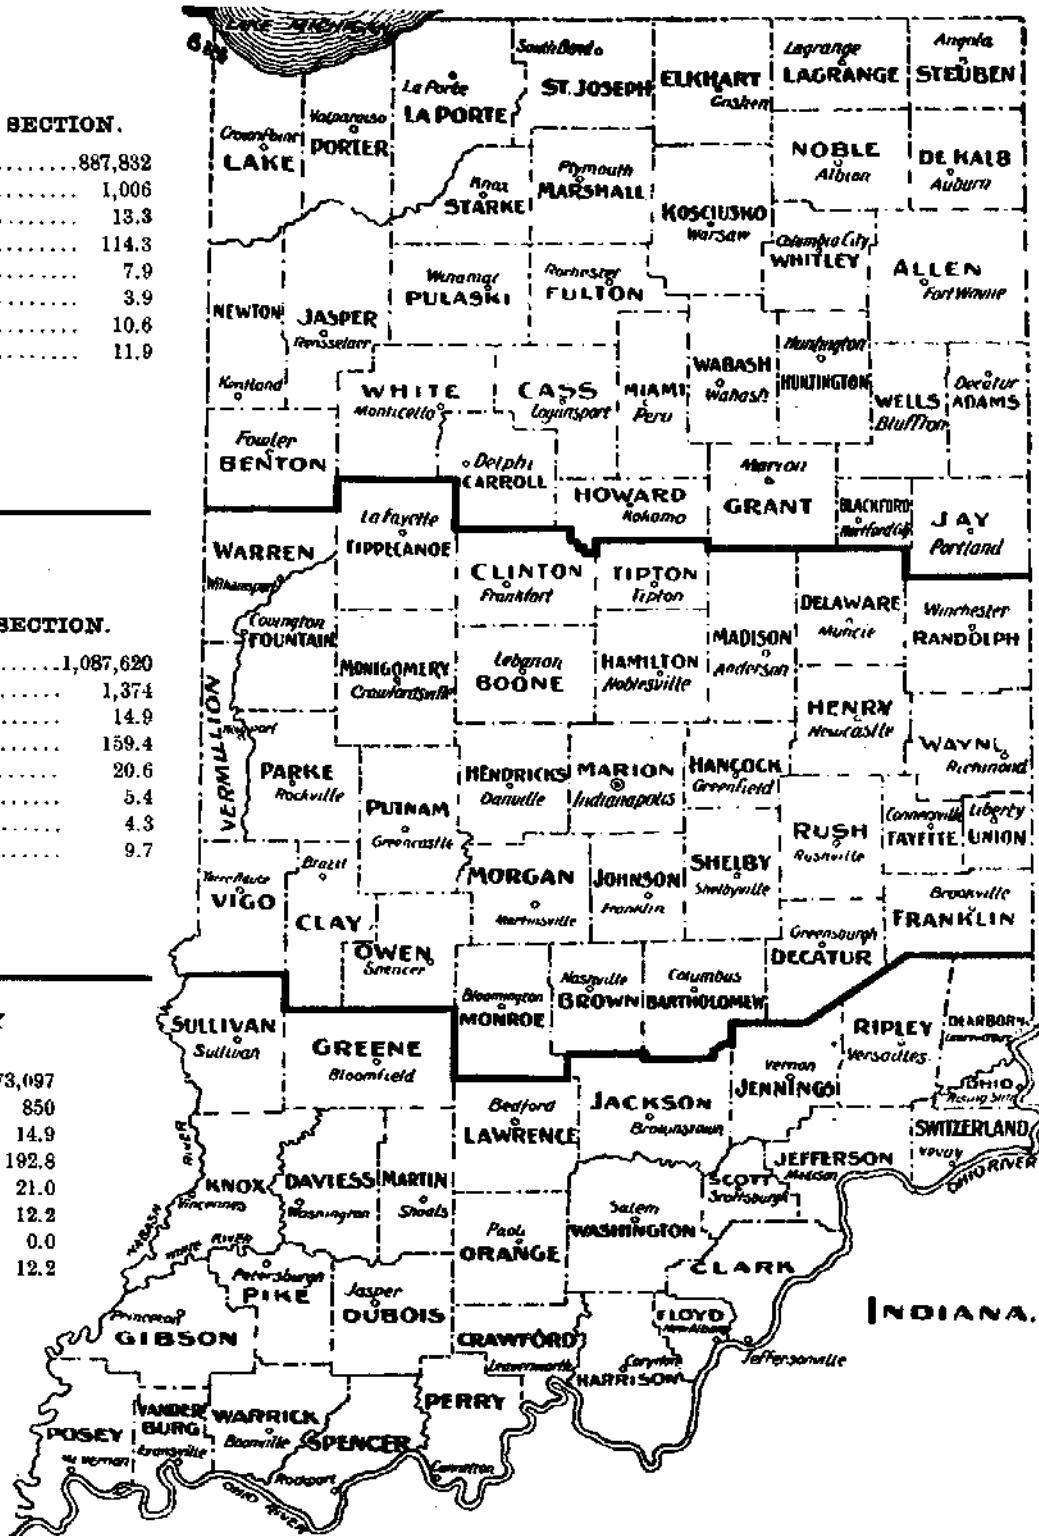 LAKE MICHIGAN
SECTION.
........887,832
......... 1,006
......... 13.3
......... 114.3
......... 7.9
......... 3.9
......... 10.6
......... 11.9
SECTION.
......1,087,620
......... 1,374
......... 14.9
......... 159.4
......... 20.6
......... 5.4
......... 4.3
......... 9.7
3,097
850
14.9
192.8
21.0
12.2
0.0
12.2
South Bend
ST. JOSEPH
La Porte
LA PORTE
ELKHART
Goshen
Lagrange
LAGRANGE
Angola
STEUBEN
Crown Point
LAKE
Valparaiso
PORTER
Knox
STARKE
Plymouth
MARSHALL
KOSCIUSKO
Warsaw
NOBLE
Albion
DE KALB
Auburn
Columbia City
WHITLEY
ALLEN
Fort Wayne
NEWTON
Kentland
JASPER
Rensselaer
Winamac
PULASKI
Rochester
FULTON
WHITE
Monticello
CASS
Logansport
MIAMI
Peru
WABASH
Wabash
Huntington
HUNTINGTON
WELLS
Bluffton
Decatur
ADAMS
Fowler
BENTON
Delphi
CARROLL
HOWARD
Kokomo
Marion
GRANT
BLACKFORD
Hartford City
JAY
Portland
WARREN
Williamsport
La Fayette
TIPPECANOE
CLINTON
Frankfort
TIPTON
Tipton
Covington
FOUNTAIN
MONTGOMERY
Crawfordsville
Lebanon
BOONE
HAMILTON
Noblesville
MADISON
Anderson
DELAWARE
Muncie
Winchester
RANDOLPH
HENRY
Newcastle
WAYNE
Richmond
VERMILLION
Newport
PARKE
Rockville
PUTNAM
Greencastle
HENDRICKS
Danville
MARION
Indianapolis
HANCOCK
Greenfield
RUSH
Rushville
Connersville
FAYETTE
Liberty
UNION
Terre Haute
VIGO
Brazil
CLAY
OWEN
Spencer
MORGAN
Martinsville
JOHNSON
Franklin
SHELBY
Shelbyville
Greensburgh
DECATUR
Brookville
FRANKLIN
SULLIVAN
Sullivan
GREENE
Bloomfield
Bloomington
MONROE
Nashville
BROWN
Columbus
BARTHOLOMEW
Vernon
JENNINGS
RIPLEY
Versailles
DEARBORN
OHIO
Rising Sun
SWITZERLAND
Vevay
OHIO RIVER
Bedford
LAWRENCE
JACKSON
Brownstown
JEFFERSON
Madison
SCOTT
Scottsburgh
KNOX
Vincennes
WABASH RIVER
WHITE RIVER
DAVIESS
Washington
MARTIN
Shoals
Paoli
ORANGE
Salem
WASHINGTON
CLARK
Jeffersonville
FLOYD
New Albany
Petersburgh
PIKE
Jasper
DUBOIS
CRAWFORD
Leavenworth
Corydon
HARRISON
Princeton
GIBSON
POSEY
Mt Vernon
VANDER
BURG
Evansville
WARRICK
Boonville
SPENCER
Rockport
PERRY
Cannelton
OHIO RIVER
INDIANA.